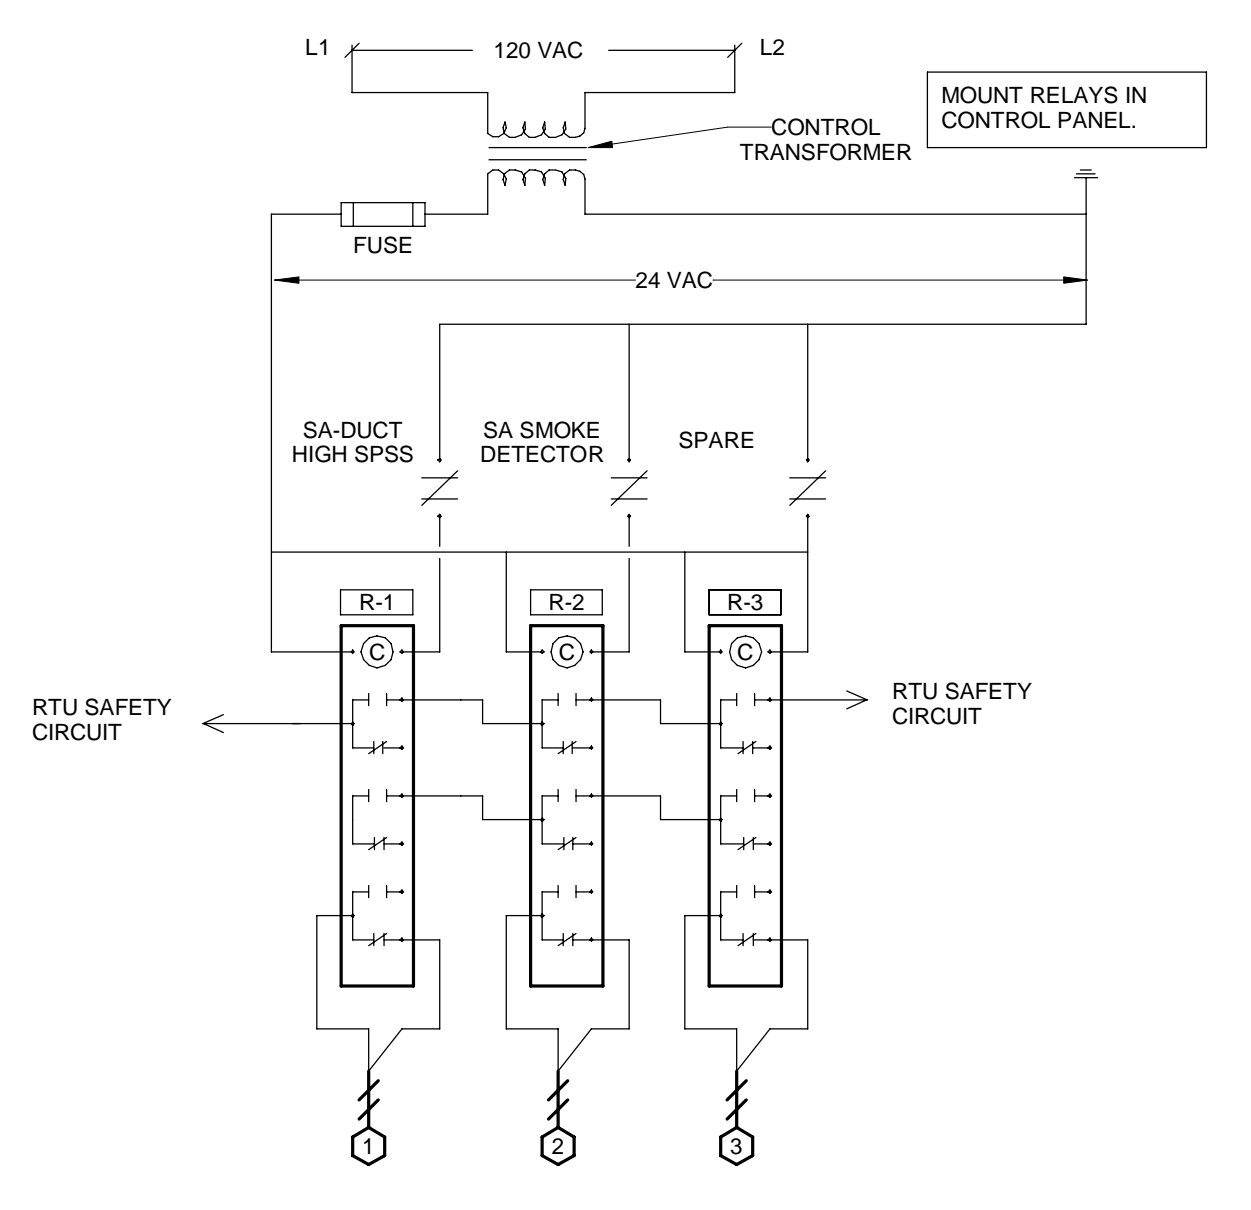 L1
120 VAC
L2
MOUNT RELAYS IN
CONTROL PANEL.
CONTROL
TRANSFORMER
FUSE
24 VAC
SA-DUCT
HIGH SPSS
SA SMOKE
DETECTOR
SPARE
R-1
R-2
R-3
C
C
C
RTU SAFETY
CIRCUIT
RTU SAFETY
CIRCUIT
1
2
3